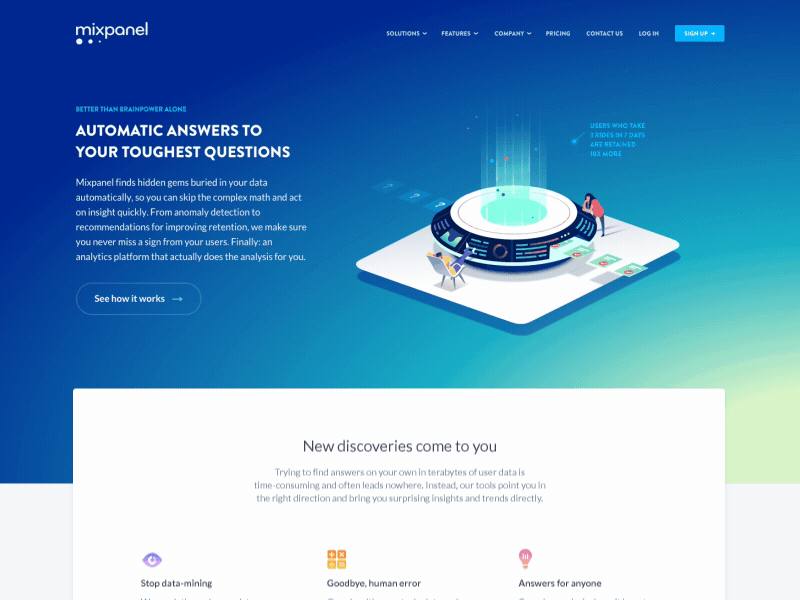 mixpanel
SOLUTIONS FEATURES COMPANY PRICING CONTACT US LOG IN SIGN UP →
BETTER THAN BRAINPOWER ALONE
AUTOMATIC ANSWERS TO
YOUR TOUGHEST QUESTIONS
Mixpanel finds hidden gems buried in your data
automatically, so you can skip the complex math and act
on insight quickly. From anomaly detection to
recommendations for improving retention, we make sure
you never miss a sign from your users. Finally: an
analytics platform that actually does the analysis for you.
See how it works →
USERS WHO TAKE
3 RIDES IN 7 DAYS
ARE RETAINED
10X MORE
? ? ?
New discoveries come to you
Trying to find answers on your own in terabytes of user data is
time-consuming and often leads nowhere. Instead, our tools point you in
the right direction and bring you surprising insights and trends directly.
Stop data-mining Goodbye, human error Answers for anyone